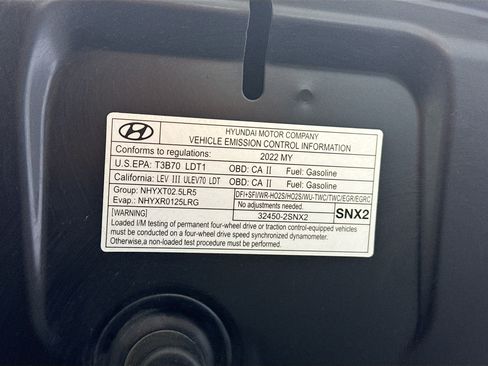 HYUNDAI MOTOR COMPANY
VEHICLE EMISSION CONTROL INFORMATION
Conforms to regulations: 2022 MY
U.S.EPA: T3B70 LDT1 OBD: CA II Fuel: Gasoline
California: LEV III ULEV70 LDT OBD: CA II Fuel: Gasoline
Group: NHYXT02.5LR5 DFI+SFI/WR-HO2S/HO2S/WU-TWC/TWC/EGR/EGRC
Evap.: NHYXR0125LRG No adjustments needed.
32450-2SNX2 SNX2
[WARNING]
Loaded I/M testing of permanent four-wheel drive or traction control-equipped vehicles
must be conducted on a four-wheel drive speed synchronized dynamometer.
Otherwise,a non-loaded test procedure must be used.